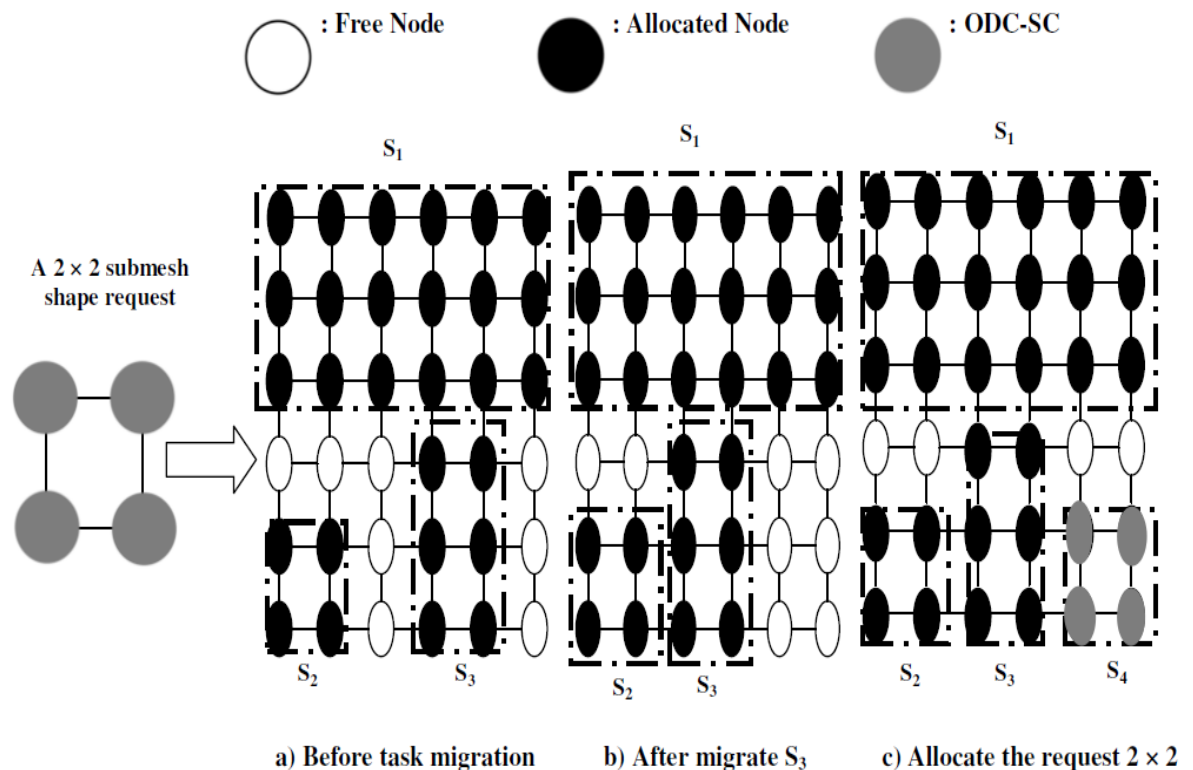 : Free Node
: Allocated Node
: ODC-SC
S₁
S₁
S₁
A 2 × 2 submesh
shape request
S₂
S₃
S₂
S₃
S₂
S₃
S₄
a) Before task migration
b) After migrate S₃
c) Allocate the request 2 × 2